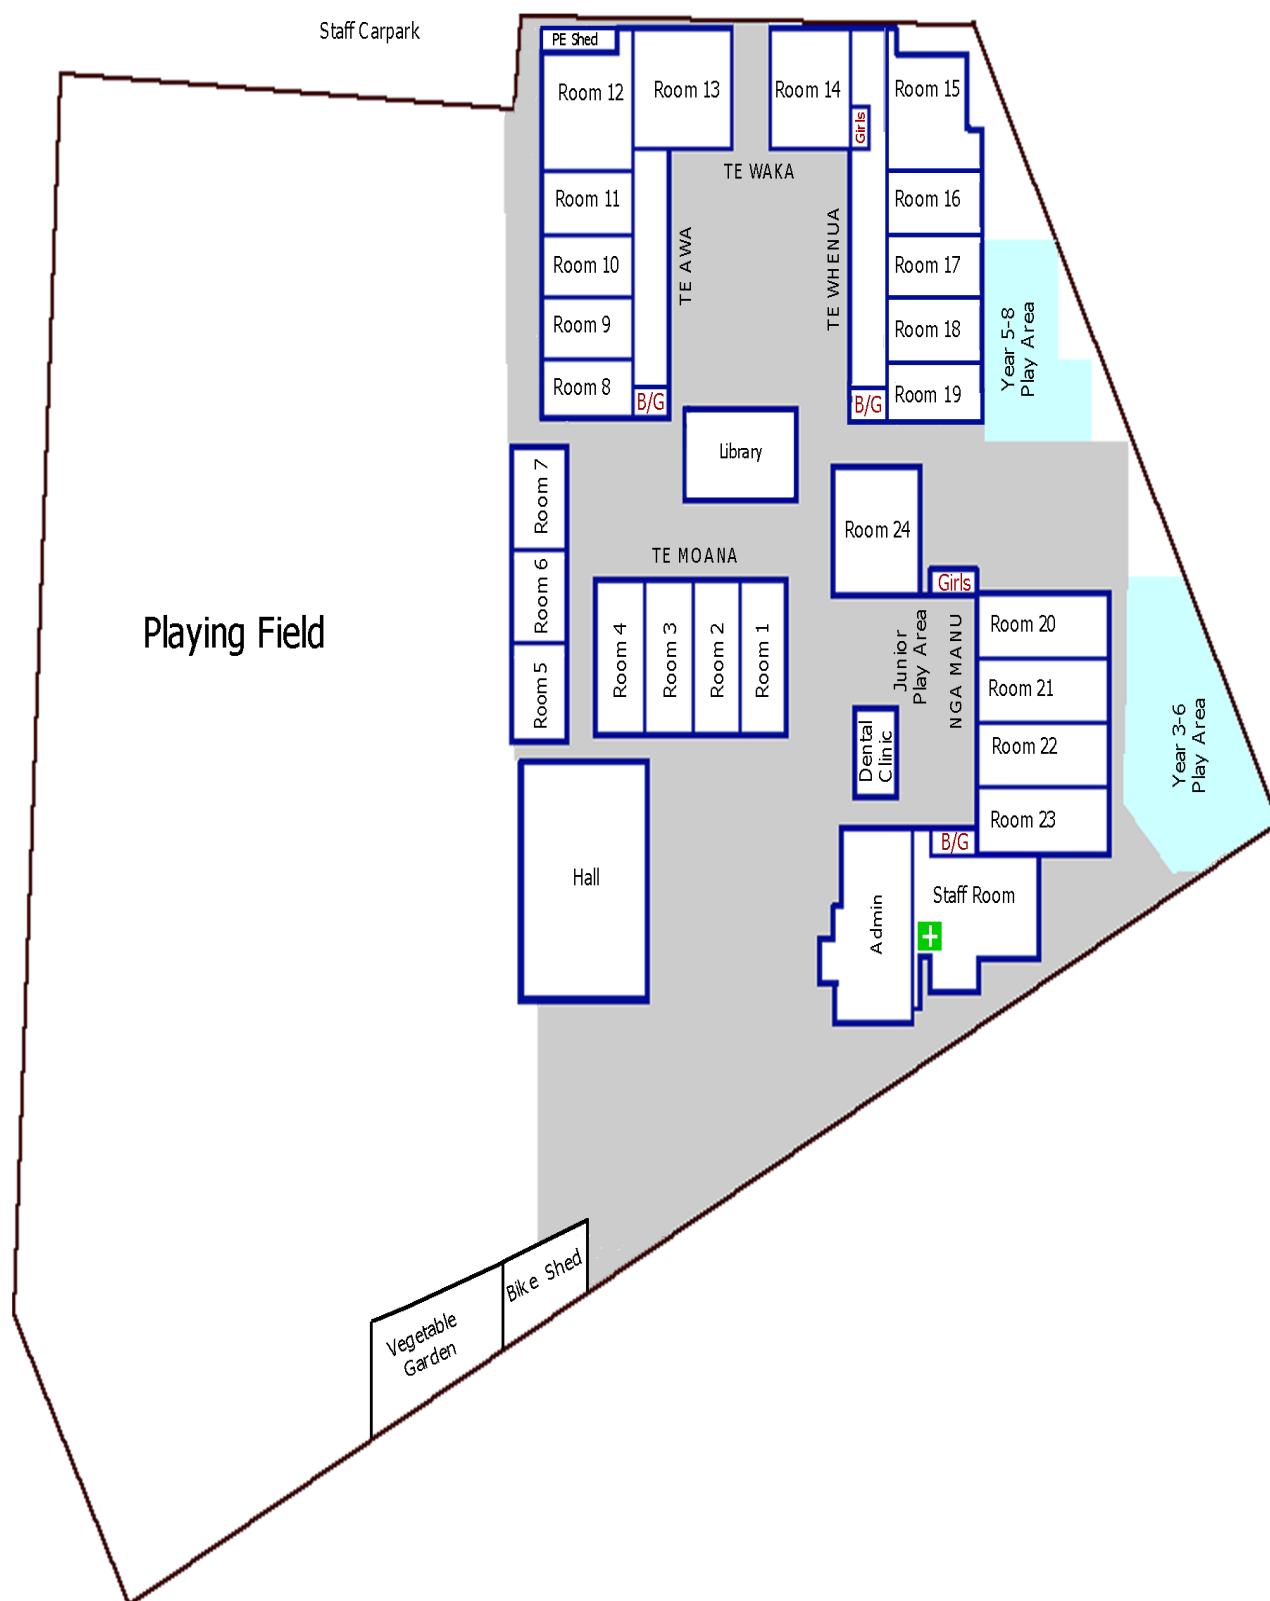 Staff Carpark
PE Shed
Room 12
Room 13
Room 14
Girls
Room 15
TE WAKA
Room 11
Room 16
TE AWA
TE WHENUA
Room 10
Room 17
Room 9
Room 18
Year 5-8
Play Area
Room 8
B/G
B/G
Room 19
Library
Room 7
Room 24
TE MOANA
Room 6
Girls
Playing Field
Room 4
Room 3
Room 2
Room 1
Junior
Play Area
NGA MANU
Room 20
Room 5
Room 21
Dental
Clinic
Room 22
Year 3-6
Play Area
Room 23
B/G
Hall
Admin
Staff Room
Bike Shed
Vegetable
Garden